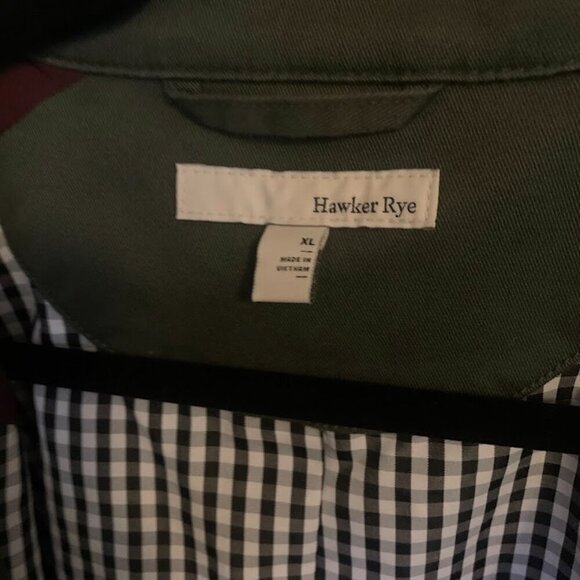 Hawker Rye
XL
MADE IN
VIETNAM